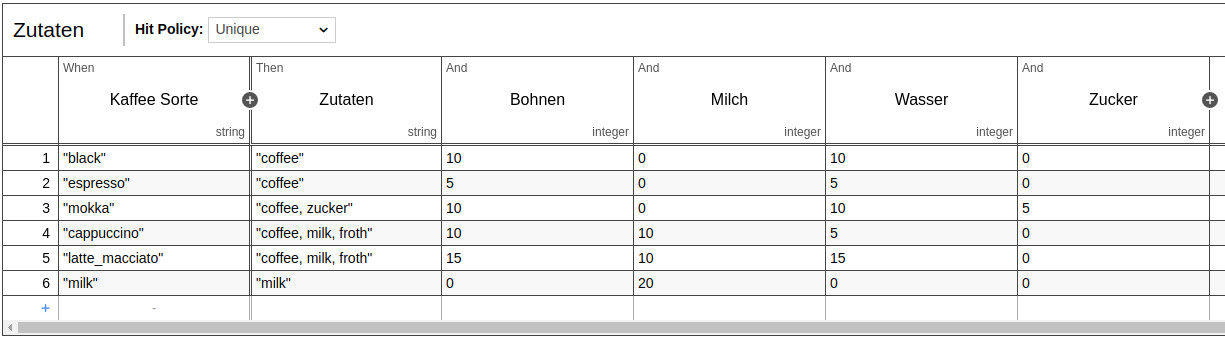 Zutaten Hit Policy: Unique
When Then And And And And
Kaffee Sorte Zutaten Bohnen Milch Wasser Zucker
string string integer integer integer integer
1 "black" "coffee" 10 0 10 0
2 "espresso" "coffee" 5 0 5 0
3 "mokka" "coffee, zucker" 10 0 10 5
4 "cappuccino" "coffee, milk, froth" 10 10 5 0
5 "latte_macciato" "coffee, milk, froth" 15 10 15 0
6 "milk" "milk" 0 20 0 0
+ -